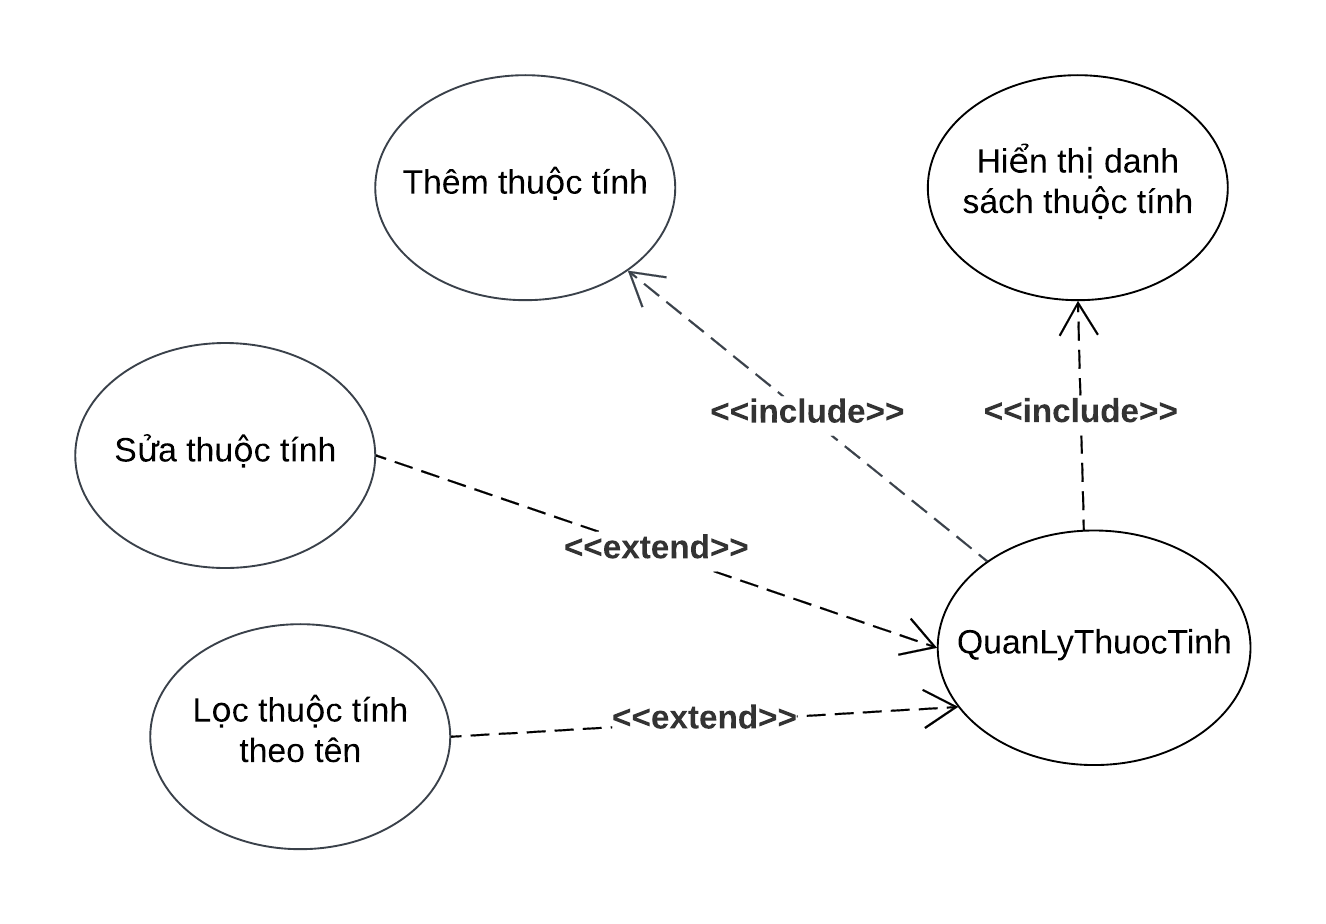 Thêm thuộc tính
Hiển thị danh
sách thuộc tính
<<include>>
<<include>>
Sửa thuộc tính
<<extend>>
QuanLyThuocTinh
Lọc thuộc tính
theo tên
<<extend>>